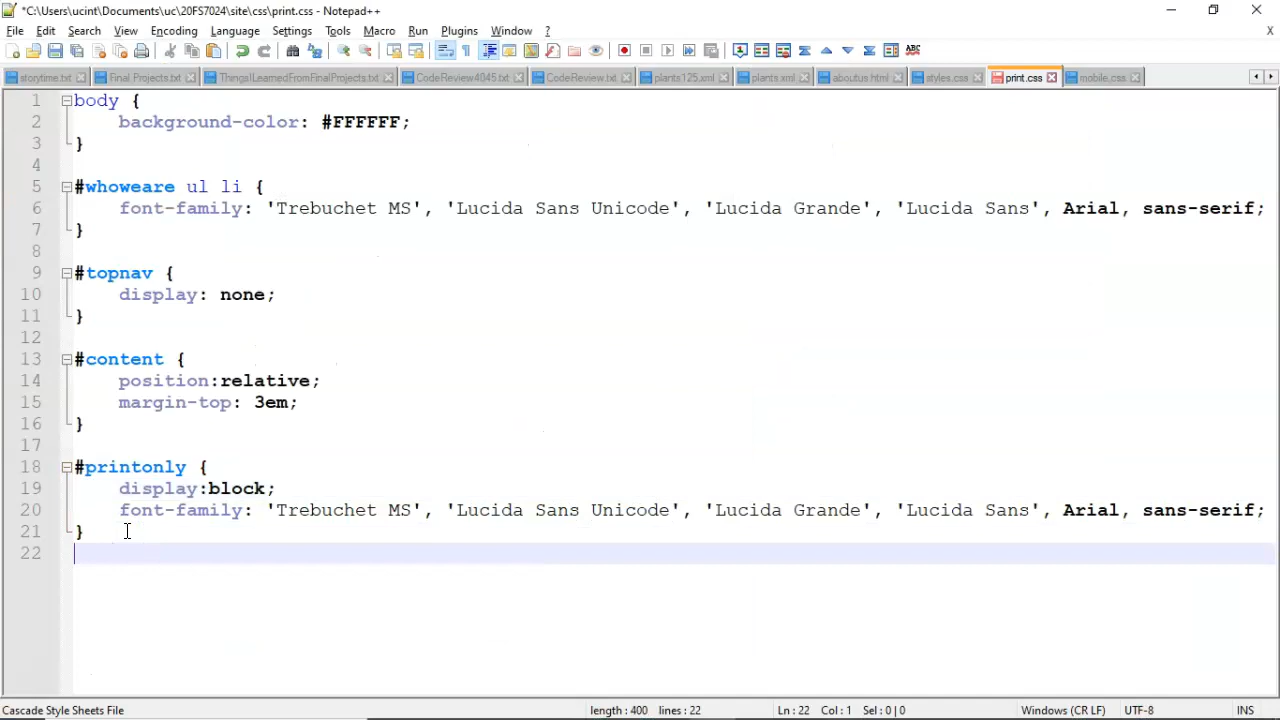 *C:\Users\ucint\Documents\uc\20FS7024\site\css\print.css - Notepad++
File Edit Search View Encoding Language Settings Tools Macro Run Plugins Window ? X
storytime.txt Final Projects.txt ThingsILearnedFromFinalProjects.txt CodeReview4045.txt CodeReview.txt plants125.xml plants.xml aboutus.html styles.css print.css mobile.css
1 body {
2 background-color: #FFFFFF;
3 }
4
5 #whoweare ul li {
6 font-family: 'Trebuchet MS', 'Lucida Sans Unicode', 'Lucida Grande', 'Lucida Sans', Arial, sans-serif;
7 }
8
9 #topnav {
10 display: none;
11 }
12
13 #content {
14 position:relative;
15 margin-top: 3em;
16 }
17
18 #printonly {
19 display:block;
20 font-family: 'Trebuchet MS', 'Lucida Sans Unicode', 'Lucida Grande', 'Lucida Sans', Arial, sans-serif;
21 }
22
Cascade Style Sheets File length : 400 lines : 22 Ln : 22 Col : 1 Sel : 0 | 0 Windows (CR LF) UTF-8 INS